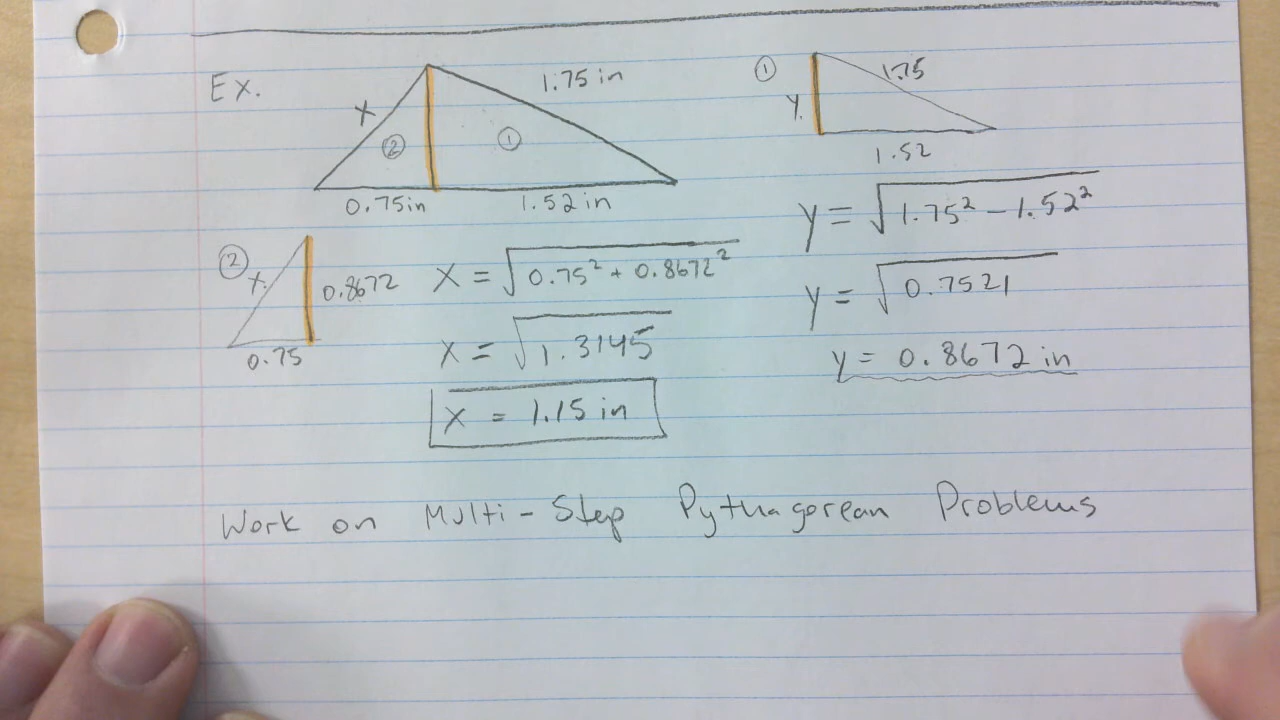 Ex.
x
1.75 in
②
①
0.75in
1.52 in
①
y
1.75
1.52
y = √1.75² - 1.52²
y = √0.7521
y = 0.8672 in
②
x
0.8672
0.75
x = √0.75² + 0.8672²
x = √1.3145
x = 1.15 in
Work on Multi-Step Pythagorean Problems